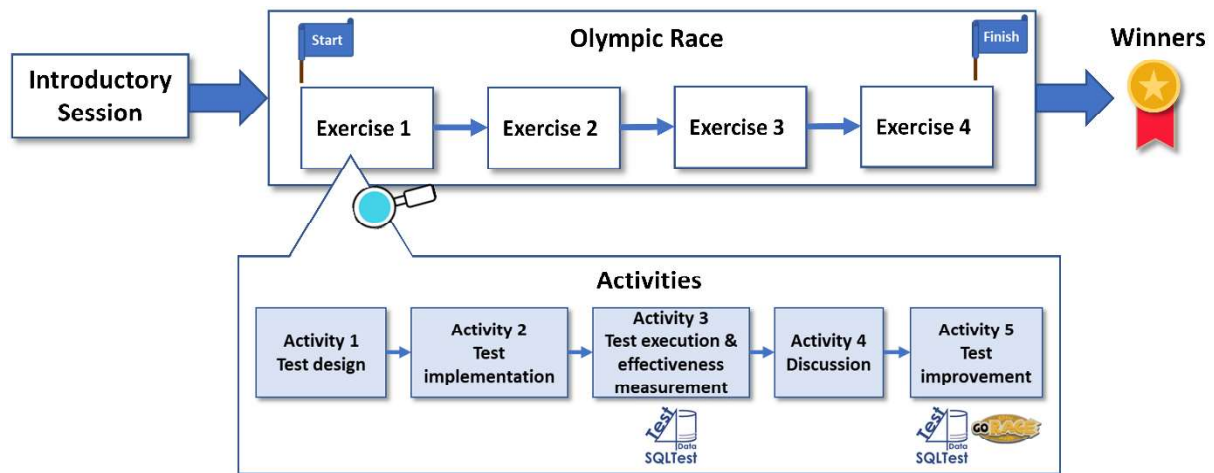 Start
Olympic Race
Finish
Winners
Introductory
Session
Exercise 1
Exercise 2
Exercise 3
Exercise 4
Activities
Activity 1
Test design
Activity 2
Test
implementation
Activity 3
Test execution &
effectiveness
measurement
Activity 4
Discussion
Activity 5
Test
improvement
Test
Data
SQLTest
Test
Data
SQLTest
GORACE